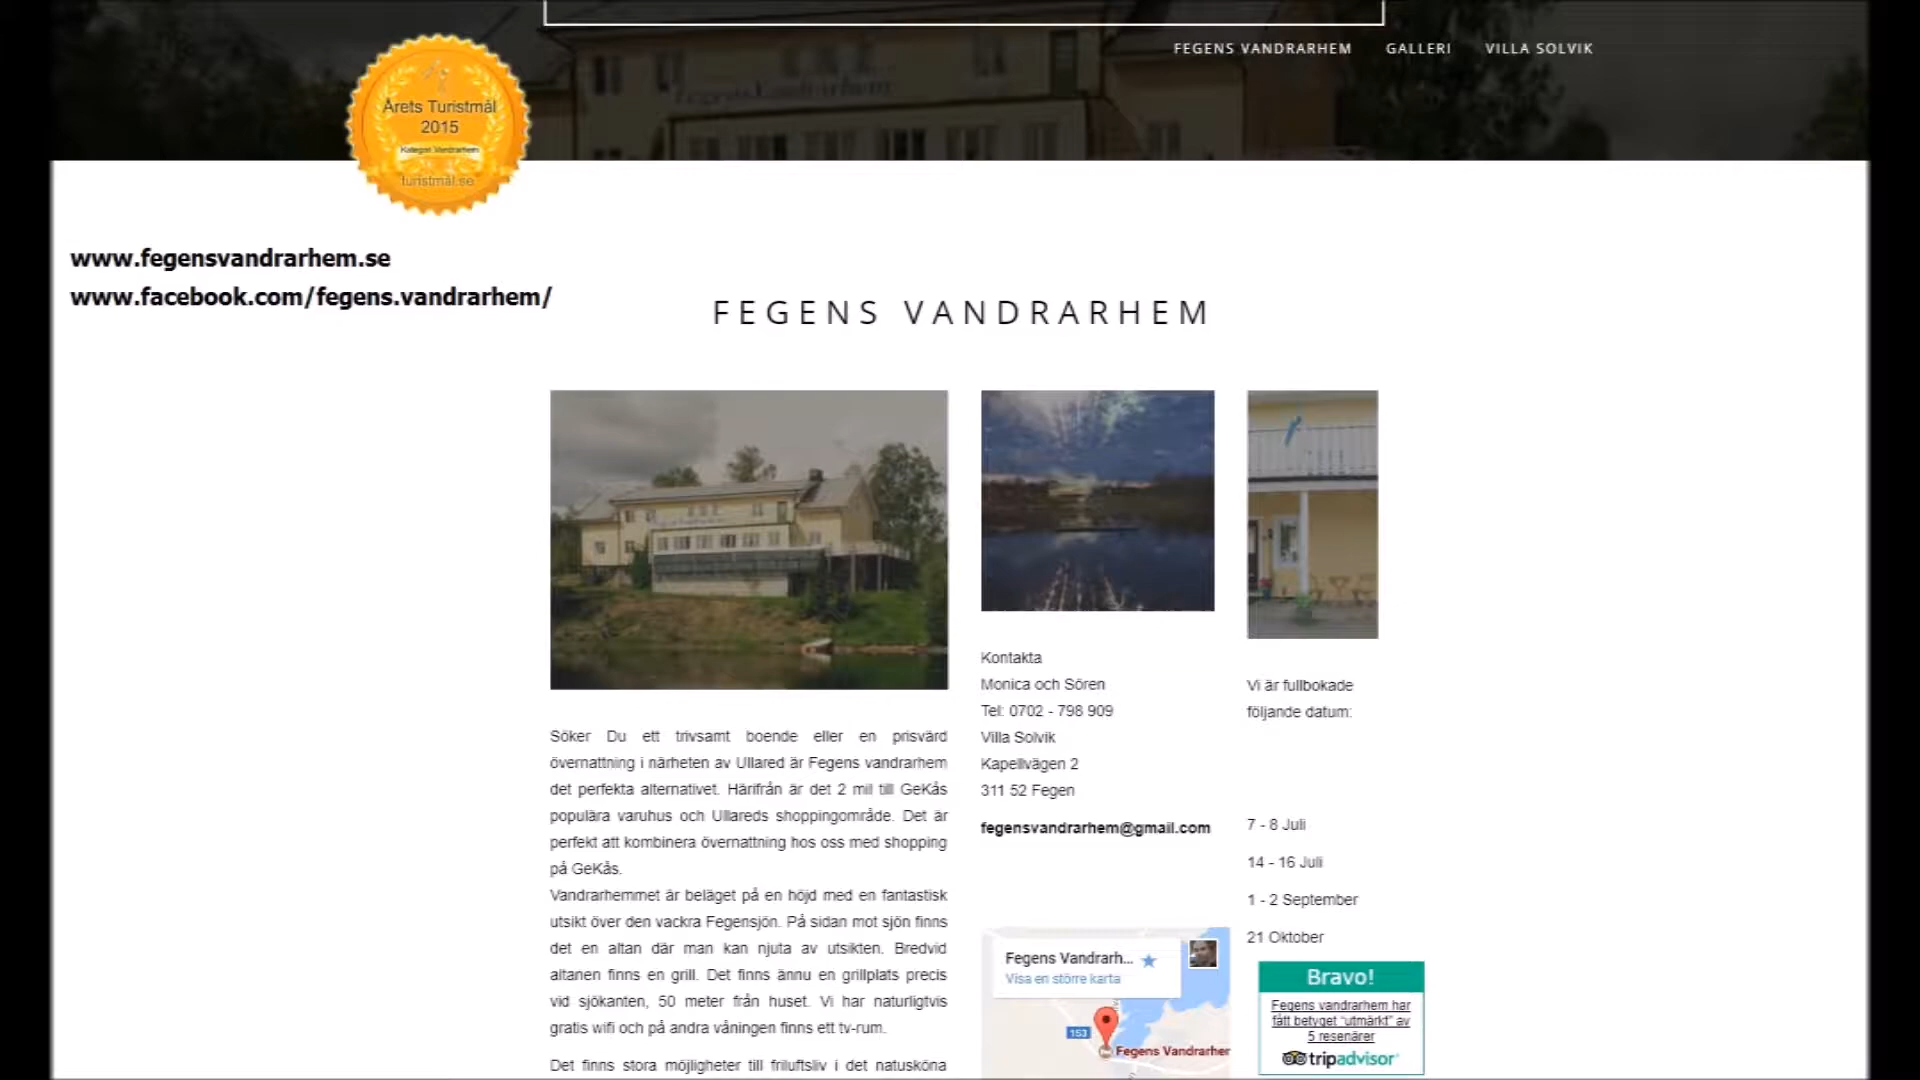 FEGENS VANDRARHEM GALLERI VILLA SOLVIK
Årets Turistmål
2015
Kategori Vandrarhem
turistmål.se
www.fegensvandrarhem.se
www.facebook.com/fegens.vandrarhem/
FEGENS VANDRARHEM
Söker Du ett trivsamt boende eller en prisvärd
övernattning i närheten av Ullared är Fegens vandrarhem
det perfekta alternativet. Härifrån är det 2 mil till GeKås
populära varuhus och Ullareds shoppingområde. Det är
perfekt att kombinera övernattning hos oss med shopping
på GeKås.
Vandrarhemmet är beläget på en höjd med en fantastisk
utsikt över den vackra Fegensjön. På sidan mot sjön finns
det en altan där man kan njuta av utsikten. Bredvid
altanen finns en grill. Det finns ännu en grillplats precis
vid sjökanten, 50 meter från huset. Vi har naturligtvis
gratis wifi och på andra våningen finns ett tv-rum.
Det finns stora möjligheter till friluftsliv i det natusköna
Kontakta
Monica och Sören
Tel: 0702 - 798 909
Villa Solvik
Kapellvägen 2
311 52 Fegen
fegensvandrarhem@gmail.com
Fegens Vandrarh...
Visa en större karta
153
Fegens Vandrarher
Vi är fullbokade
följande datum:
7 - 8 Juli
14 - 16 Juli
1 - 2 September
21 Oktober
Bravo!
Fegens vandrarhem har
fått betyget "utmärkt" av
5 resenärer
tripadvisor